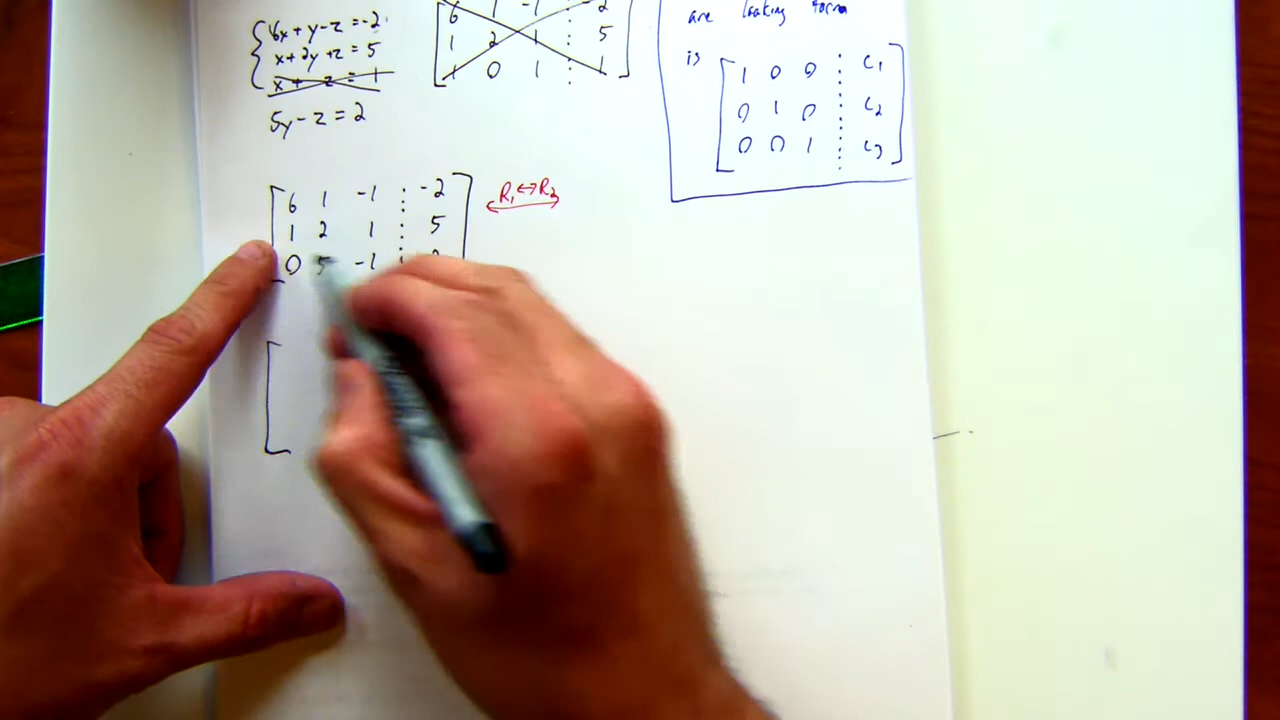 6x + y - z = -2
x + 2y + z = 5
x + z = 1
5y - z = 2
6 1 -1 ⋮ -2
1 2 1 ⋮ 5
1 0 1 ⋮ 1
are looking form
is
1 0 0 ⋮ C1
0 1 0 ⋮ C2
0 0 1 ⋮ C3
6 1 -1 ⋮ -2
1 2 1 ⋮ 5
0 5 -1 ⋮
R1 ↔ R2